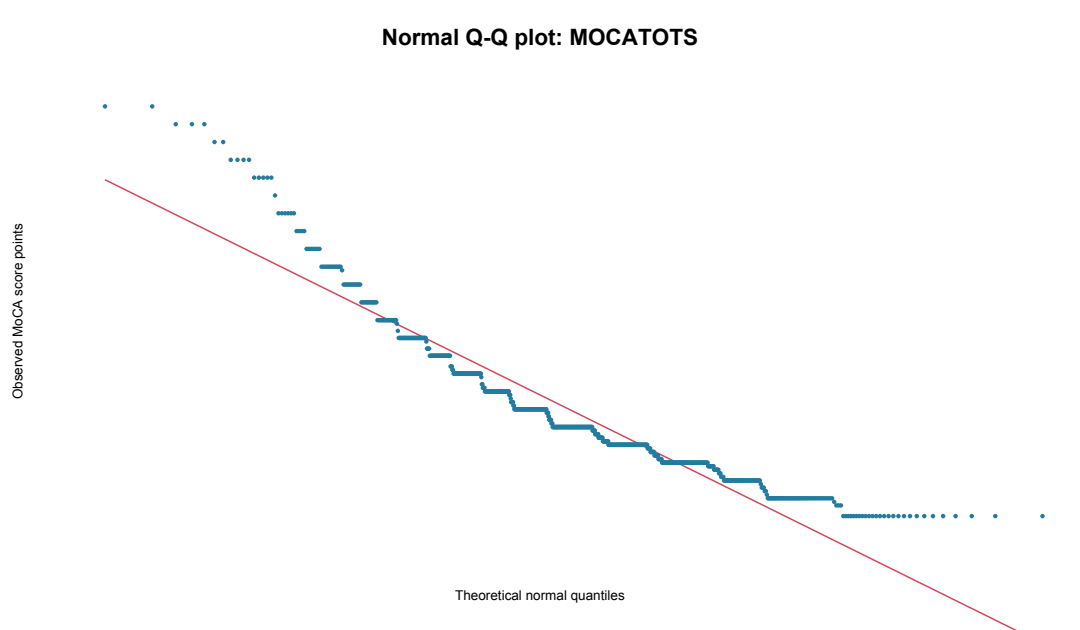 Normal Q-Q plot: MOCATOTS
Observed MoCA score points
Theoretical normal quantiles